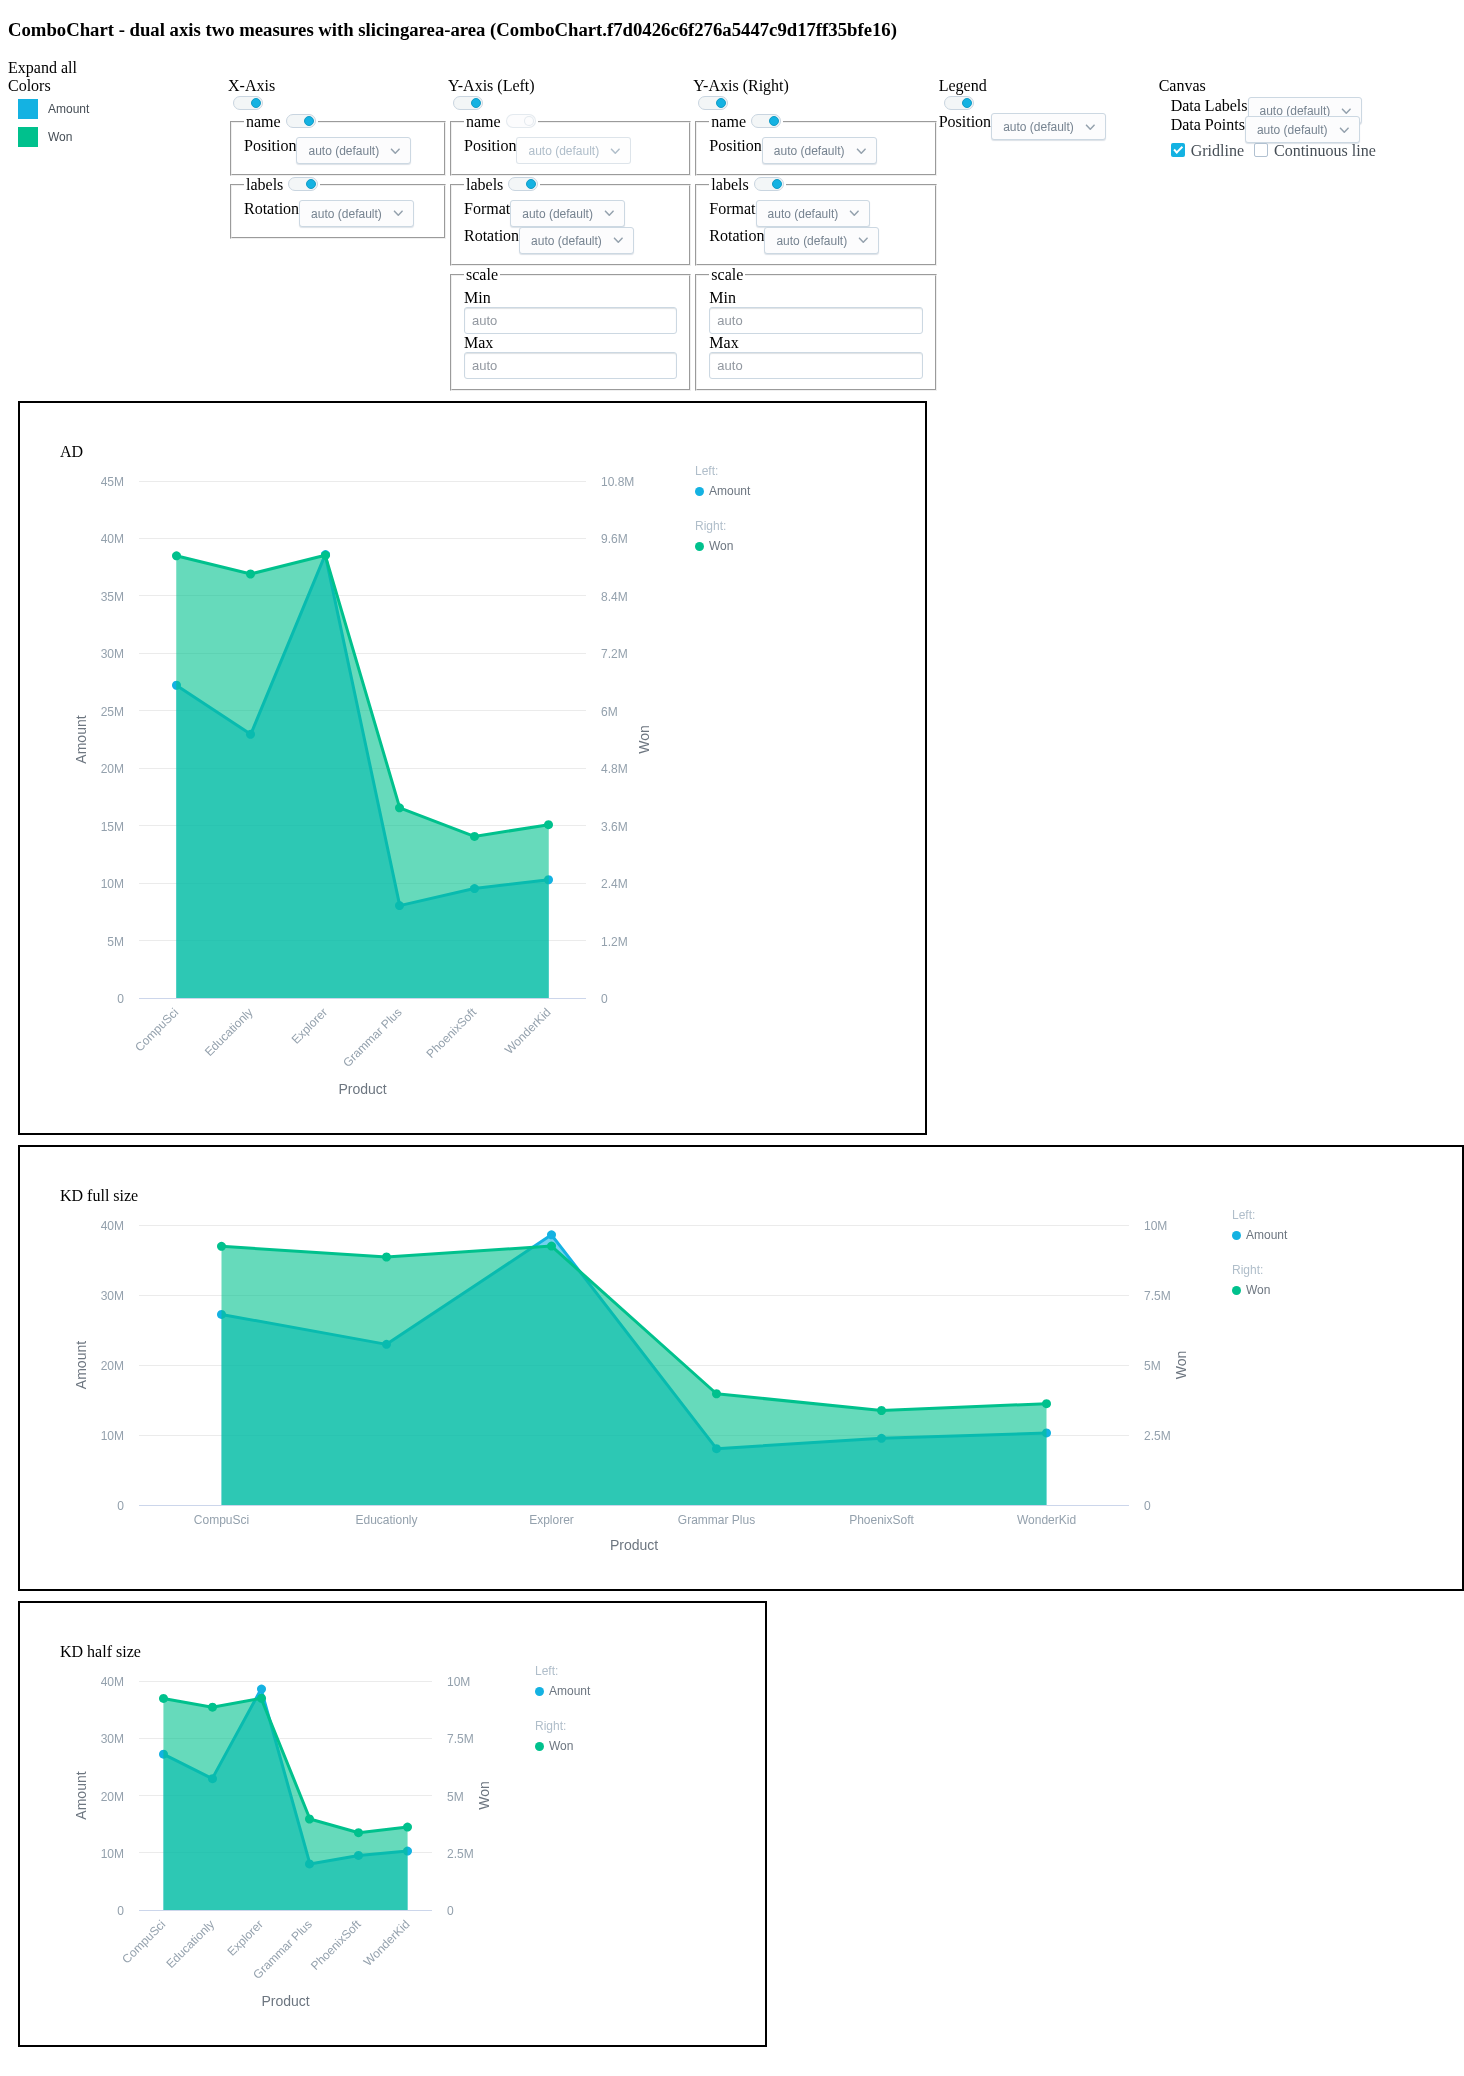 ComboChart - dual axis two measures with slicingarea-area (ComboChart.f7d0426c6f276a5447c9d17ff35bfe16)
Expand all
Colors
Amount
Won
X-Axis
name
Position auto (default)
labels
Rotation auto (default)
Y-Axis (Left)
name
Position auto (default)
labels
Format auto (default)
Rotation auto (default)
scale
Min
auto
Max
auto
Y-Axis (Right)
name
Position auto (default)
labels
Format auto (default)
Rotation auto (default)
scale
Min
auto
Max
auto
Legend
Position auto (default)
Canvas
Data Labels auto (default)
Data Points auto (default)
Gridline Continuous line
AD
45M
40M
35M
30M
25M
20M
15M
10M
5M
0
Amount
10.8M
9.6M
8.4M
7.2M
6M
4.8M
3.6M
2.4M
1.2M
0
Won
CompuSci
Educationly
Explorer
Grammar Plus
PhoenixSoft
WonderKid
Product
Left:
Amount
Right:
Won
KD full size
40M
30M
20M
10M
0
Amount
10M
7.5M
5M
2.5M
0
Won
CompuSci
Educationly
Explorer
Grammar Plus
PhoenixSoft
WonderKid
Product
Left:
Amount
Right:
Won
KD half size
40M
30M
20M
10M
0
Amount
10M
7.5M
5M
2.5M
0
Won
CompuSci
Educationly
Explorer
Grammar Plus
PhoenixSoft
WonderKid
Product
Left:
Amount
Right:
Won